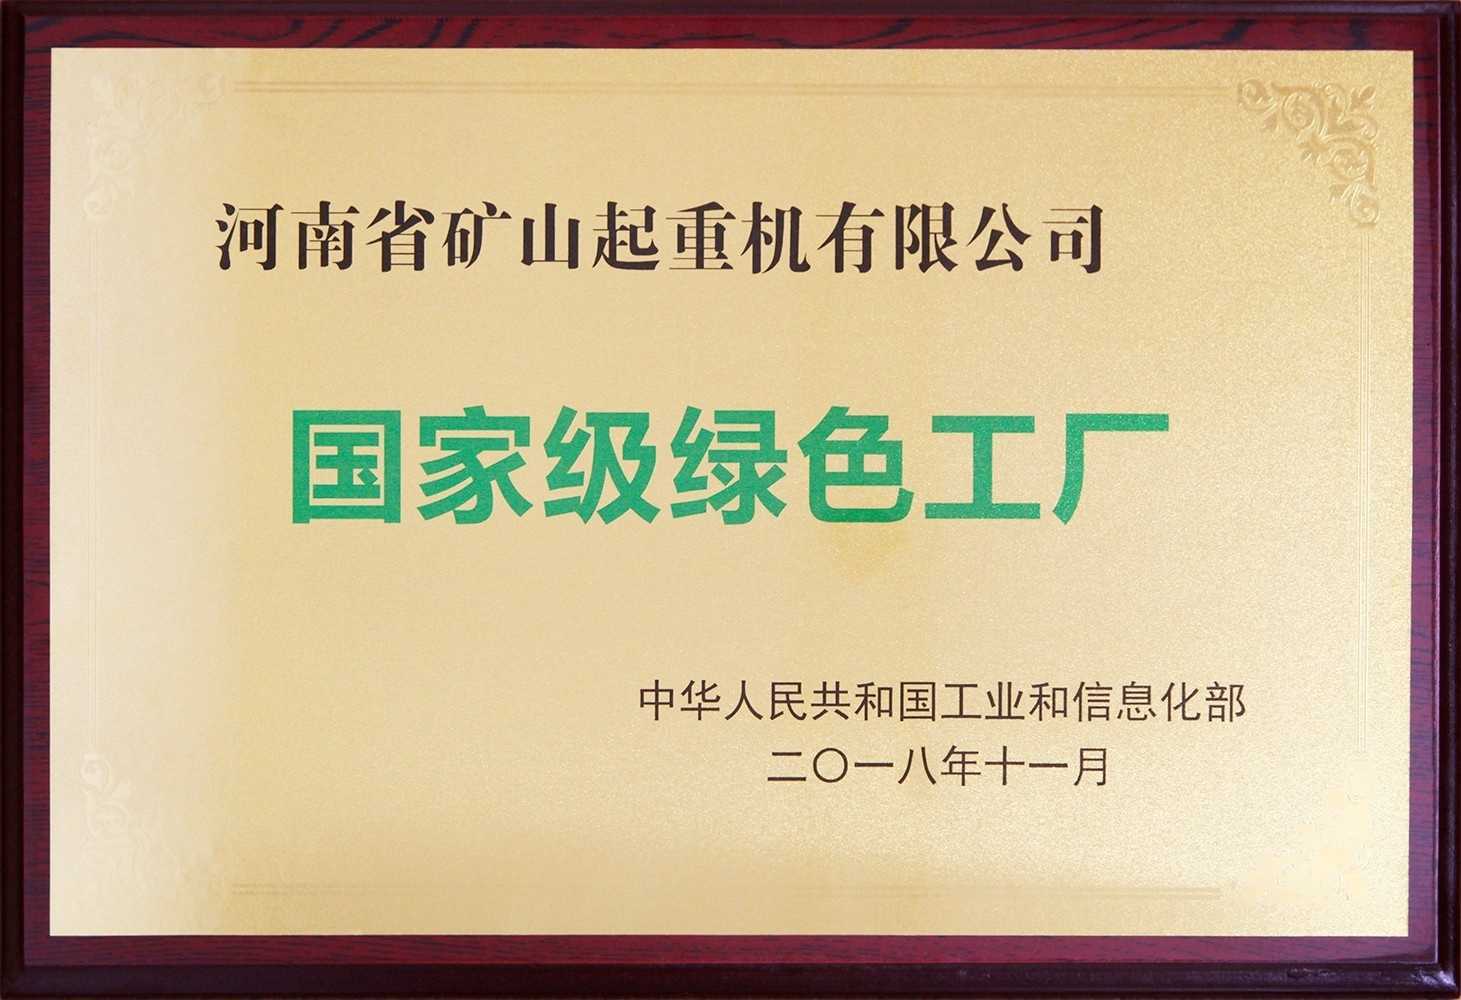 河南省矿山起重机有限公司
国家级绿色工厂
中华人民共和国工业和信息化部
二〇一八年十一月